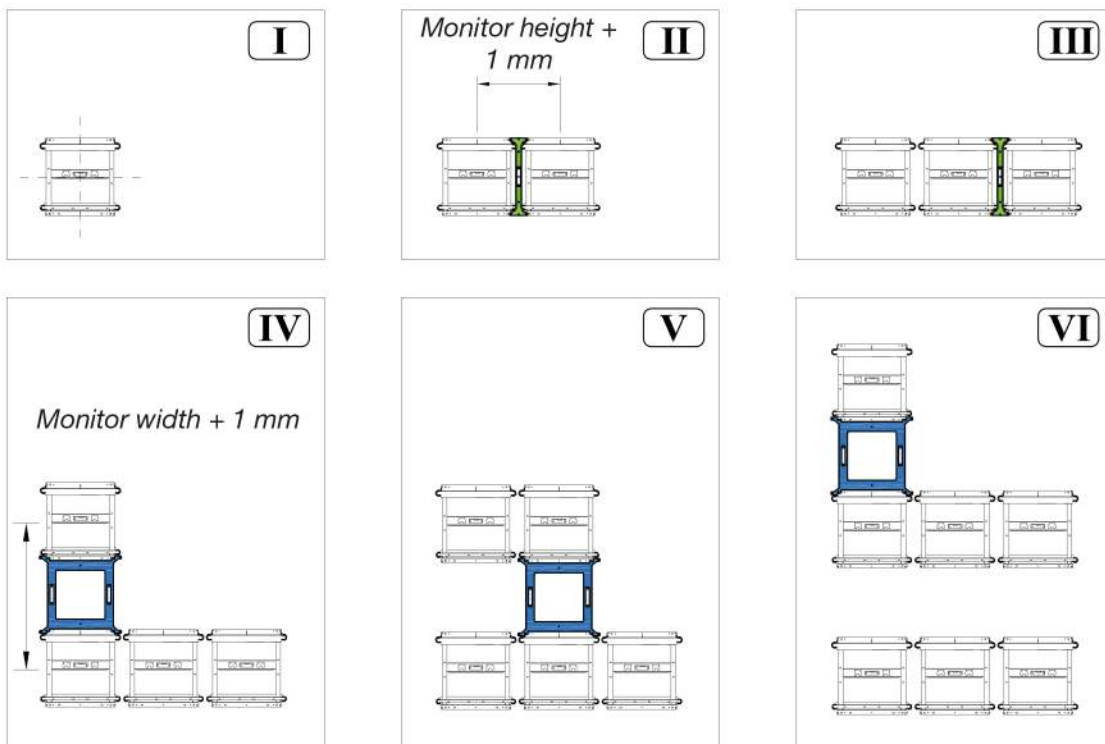 I
Monitor height +
1 mm
II
III
IV
Monitor width + 1 mm
V
VI